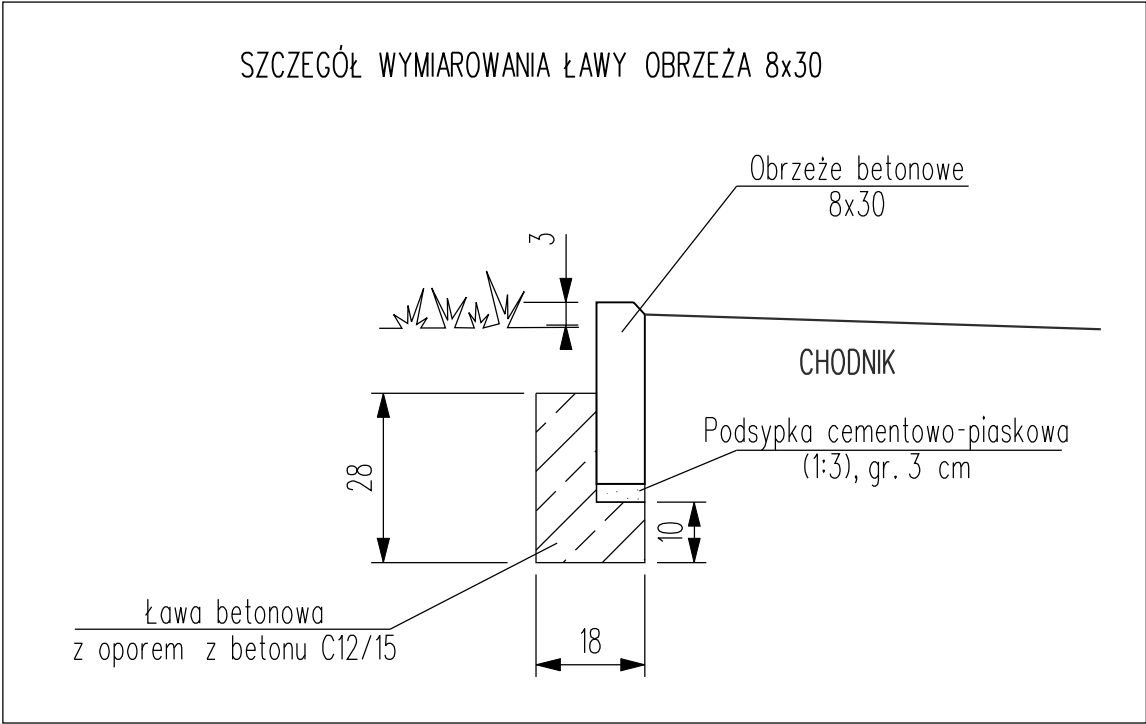 SZCZEGÓŁ WYMIAROWANIA ŁAWY OBRZEŻA 8x30
Obrzeże betonowe
8x30
3
CHODNIK
Podsypka cementowo-piaskowa
(1:3), gr. 3 cm
28
10
Ława betonowa
z oporem z betonu C12/15
18